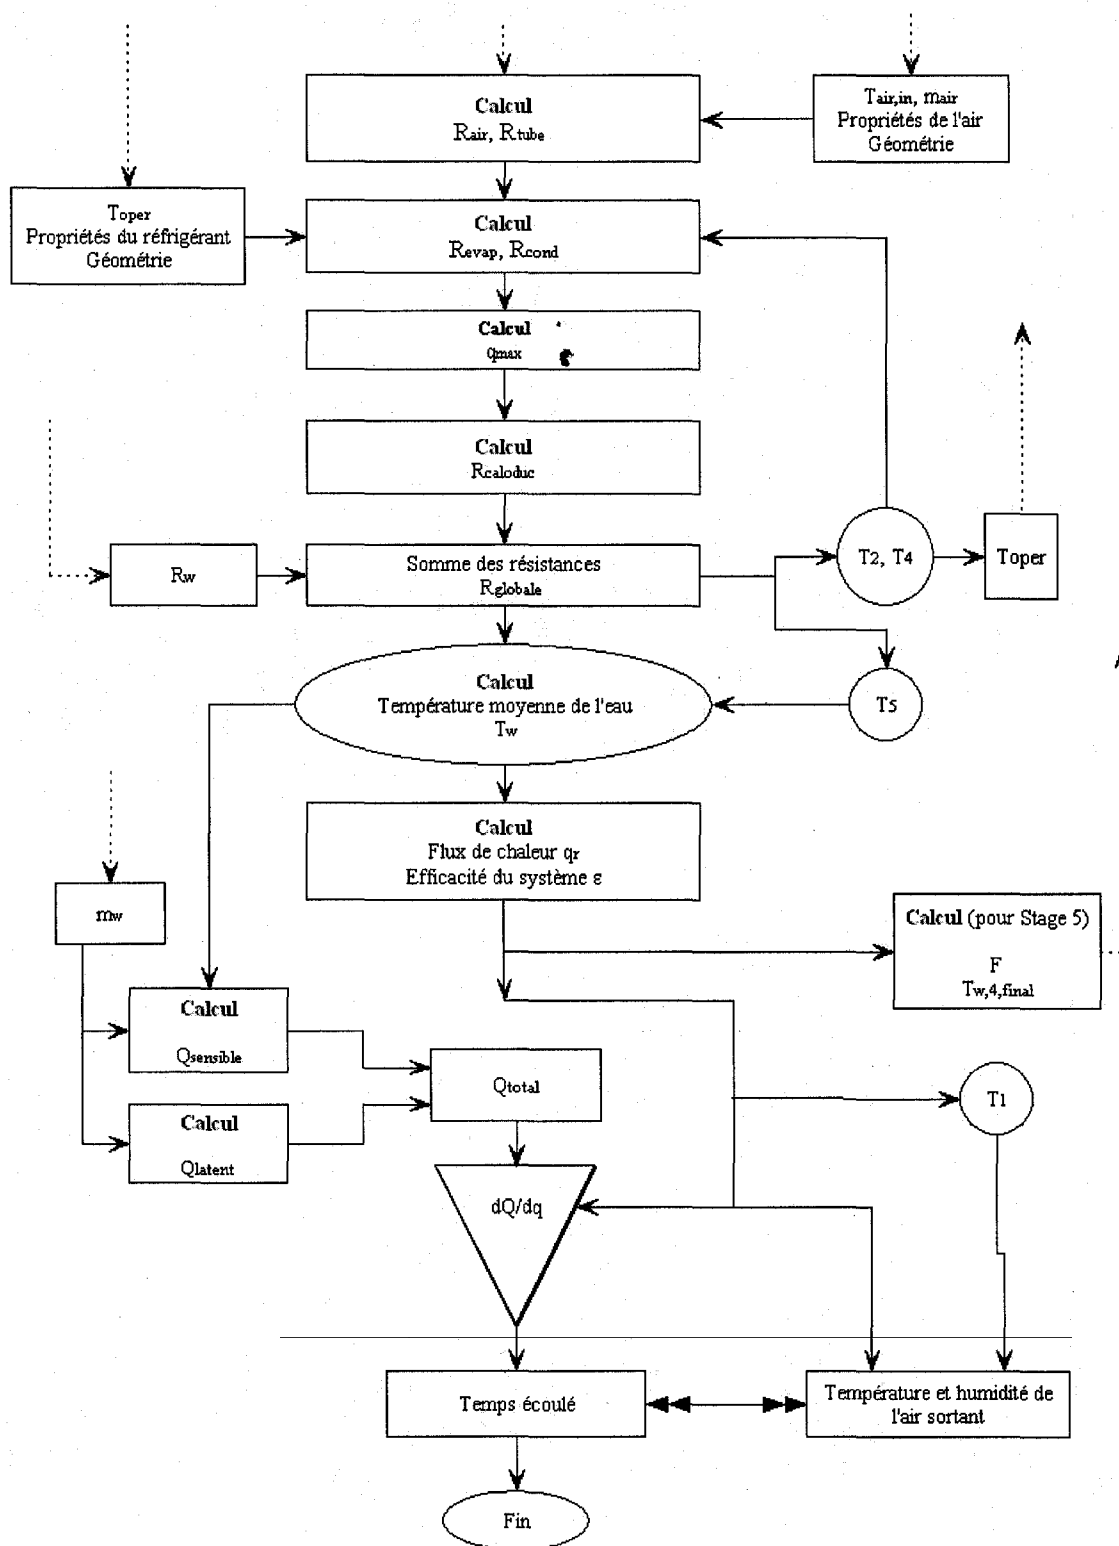 Calcul
Rair, Rtube
Tair,in, mair
Propriétés de l'air
Géométrie
Toper
Propriétés du réfrigérant
Géométrie
Calcul
Revap, Rcond
Calcul
qmax
Calcul
Rcaloduc
Rw
Somme des résistances
Rglobale
T2, T4
Toper
Calcul
Température moyenne de l'eau
Tw
T5
Calcul
Flux de chaleur qr
Efficacité du système ε
mw
Calcul (pour Stage 5)
F
Tw,4,final
Calcul
Qsensible
Qtotal
T1
Calcul
Qlatent
dQ/dq
Temps écoulé
Température et humidité de
l'air sortant
Fin